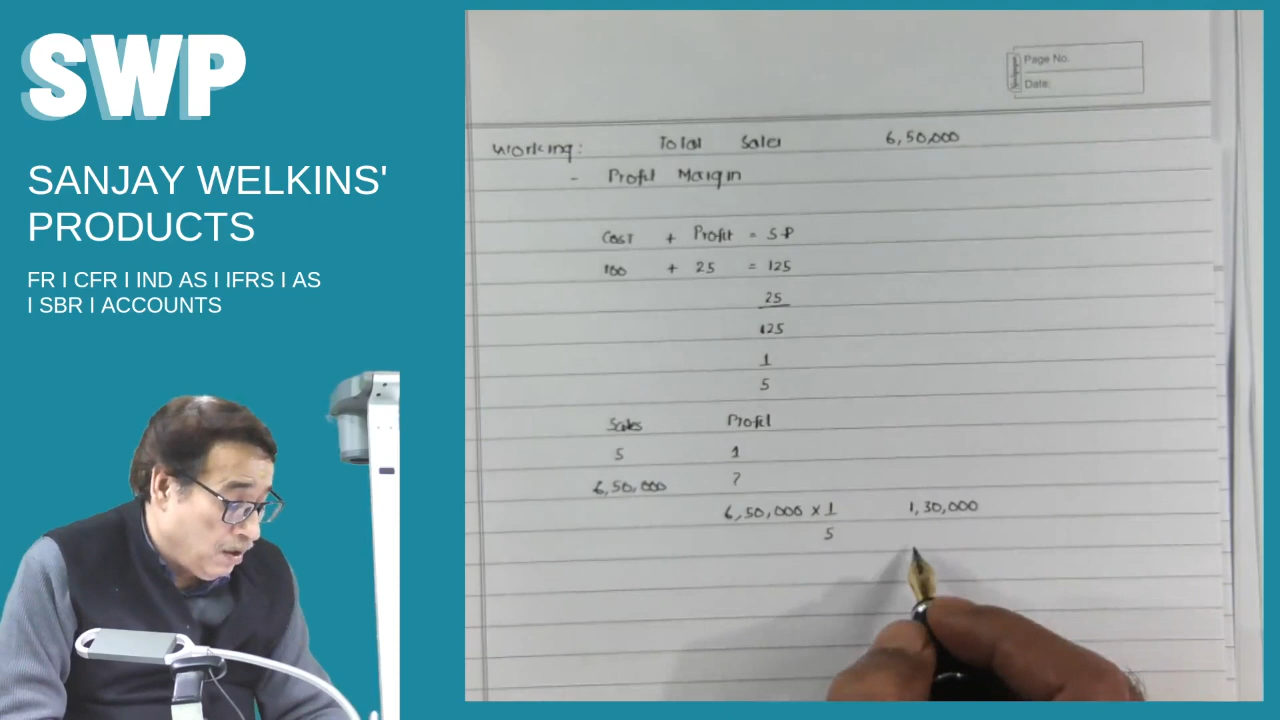 SWP
SANJAY WELKINS'
PRODUCTS
FR I CFR I IND AS I IFRS I AS
I SBR I ACCOUNTS
Page No.
Date:
Working: Total Sales 6,50,000
- Profit Margin
Cost + Profit = S.P
100 + 25 = 125
25
125
1
5
Sales Profit
5 1
6,50,000 ?
6,50,000 x 1 1,30,000
5